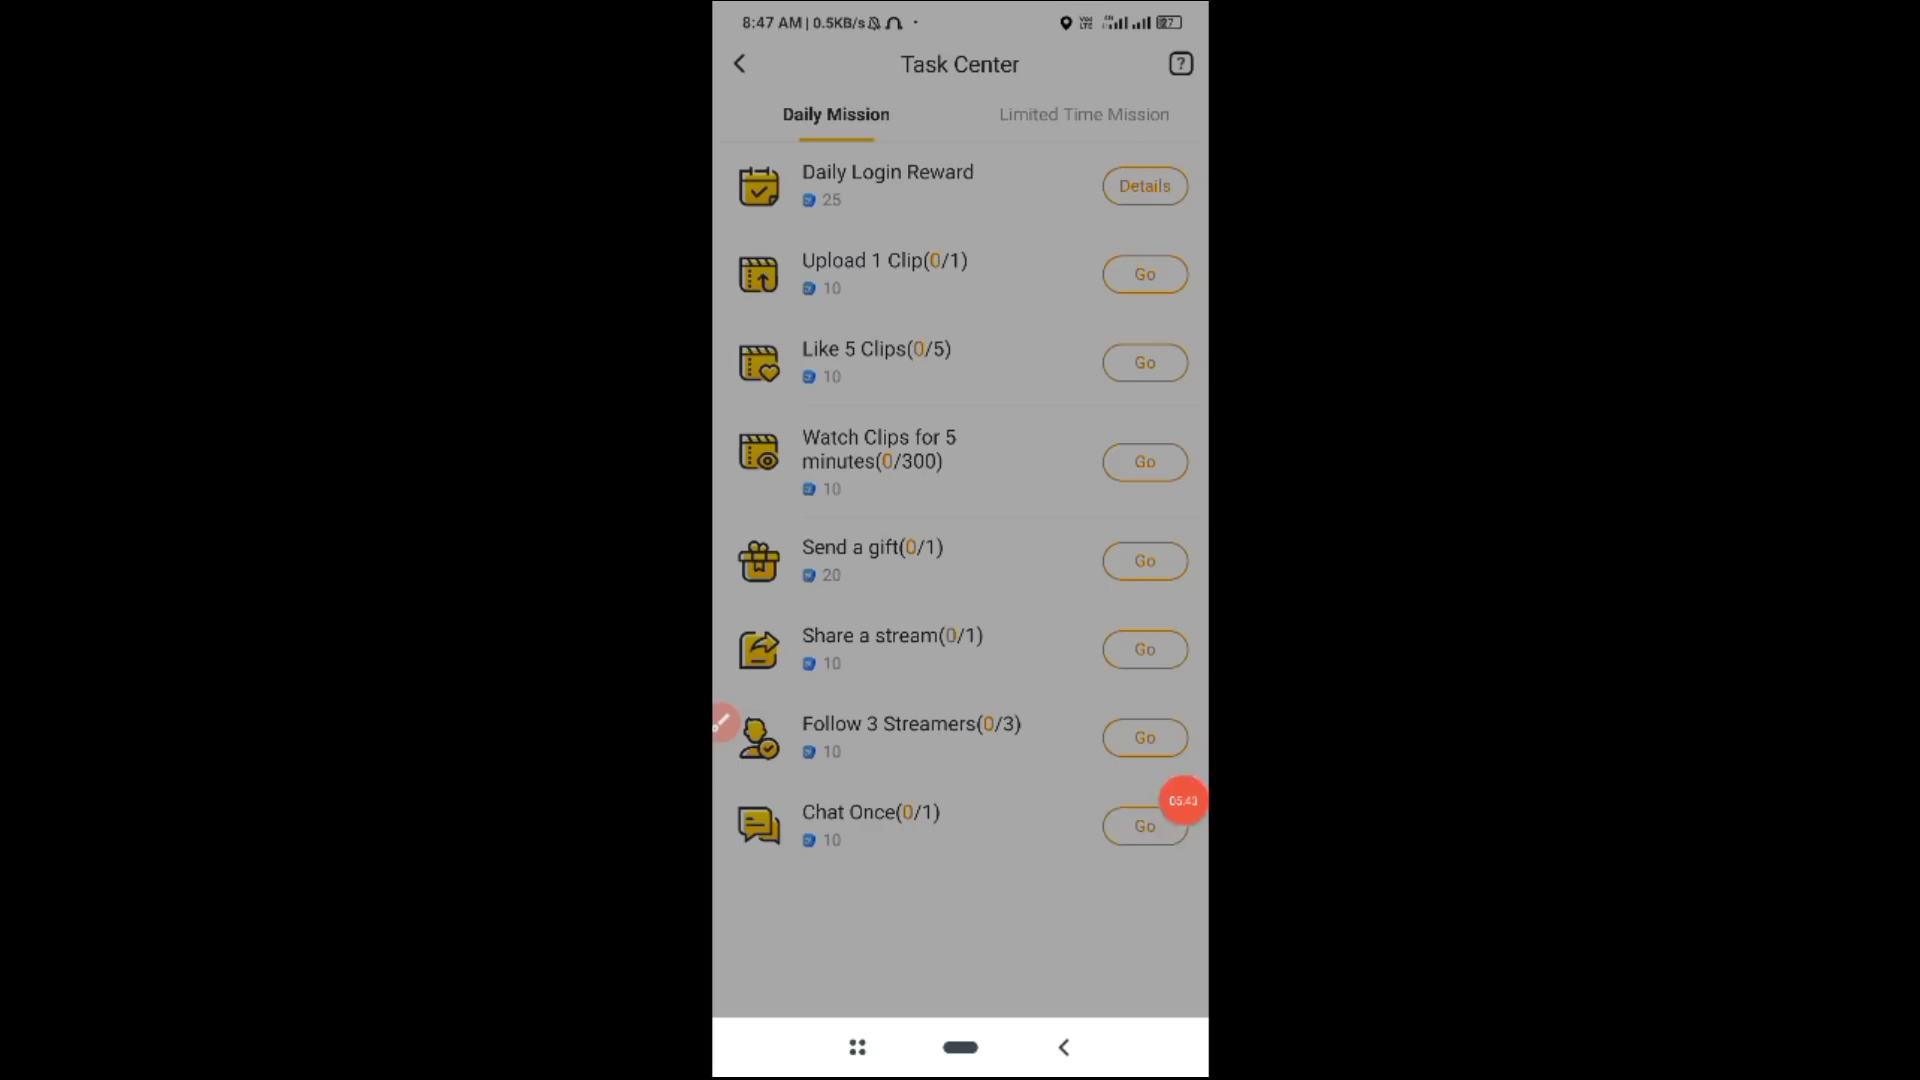 8:47 AM | 0.5KB/s
27
Task Center
?
Daily Mission
Limited Time Mission
Daily Login Reward
25
Details
Upload 1 Clip(0/1)
10
Go
Like 5 Clips(0/5)
10
Go
Watch Clips for 5
minutes(0/300)
10
Go
Send a gift(0/1)
20
Go
Share a stream(0/1)
10
Go
Follow 3 Streamers(0/3)
10
Go
05:43
Chat Once(0/1)
10
Go